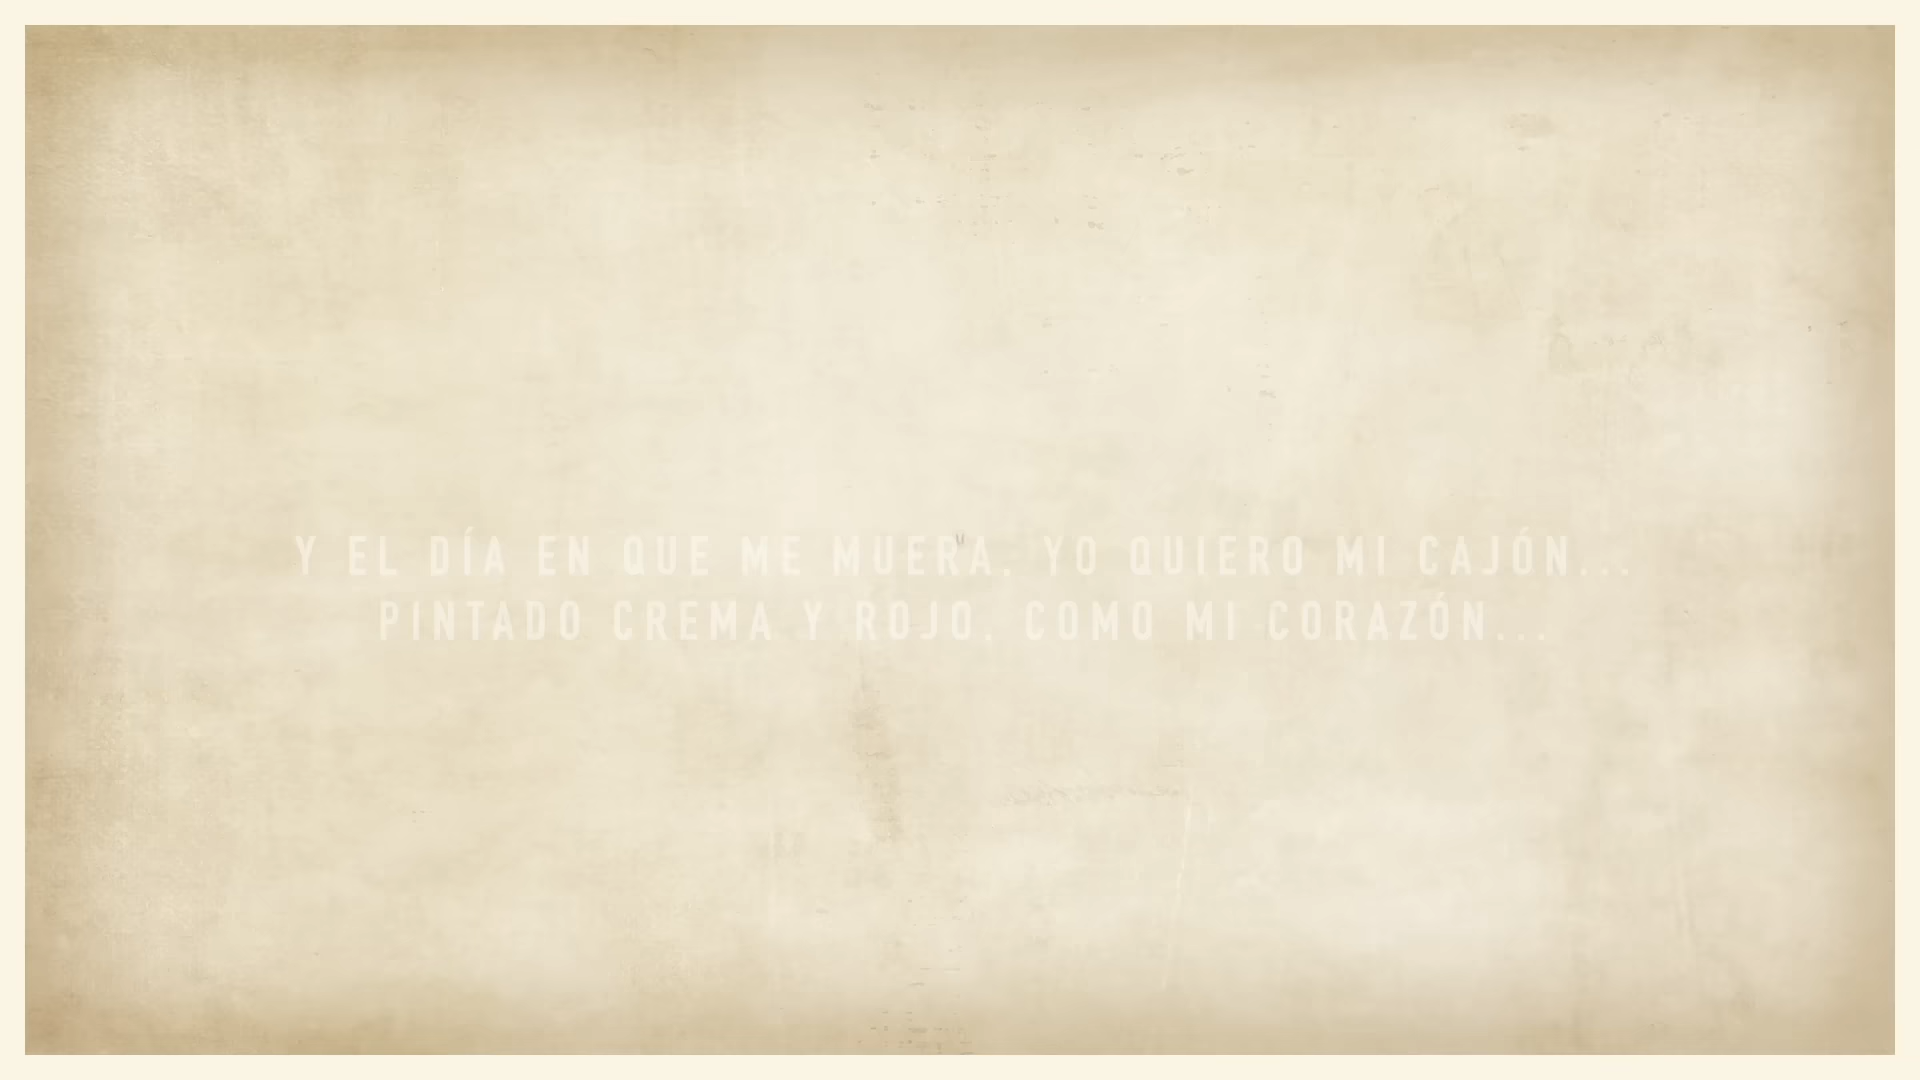 Y EL DÍA EN QUE ME MUERA, YO QUIERO MI CAJÓN...
PINTADO CREMA Y ROJO, COMO MI CORAZÓN...